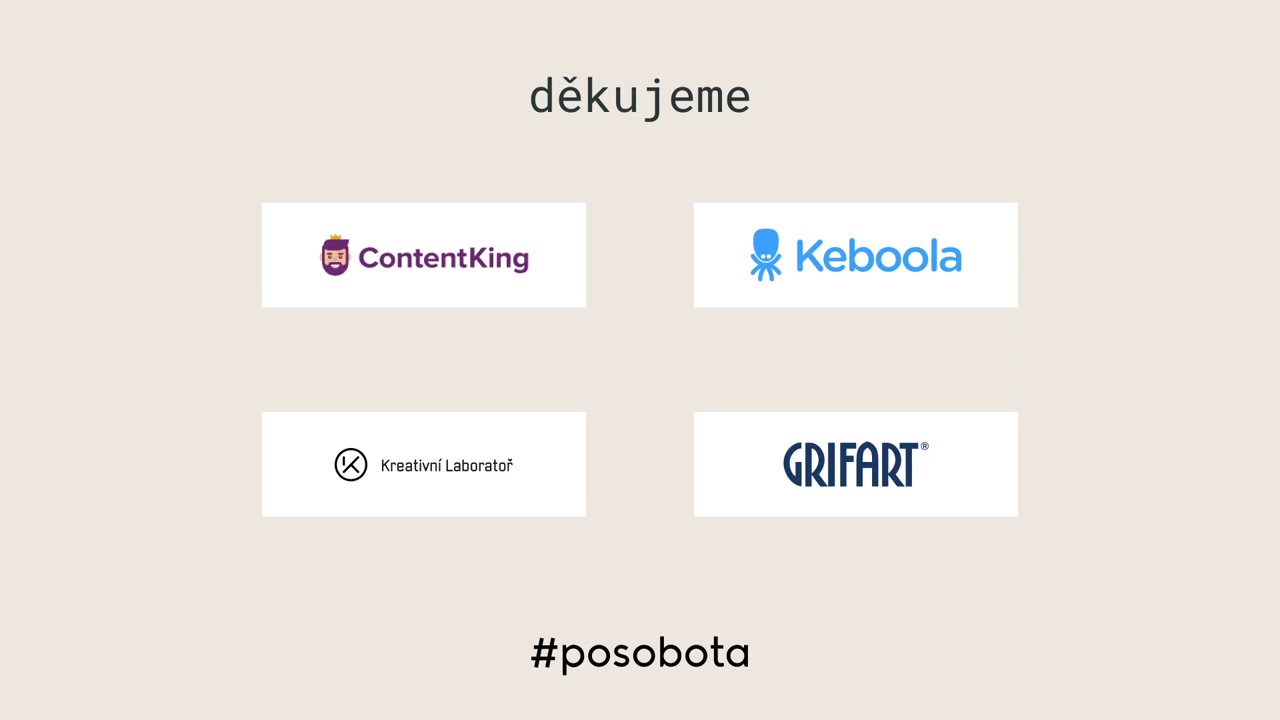 děkujeme
ContentKing
Keboola
Kreativní Laboratoř
GRIFART®
#posobota